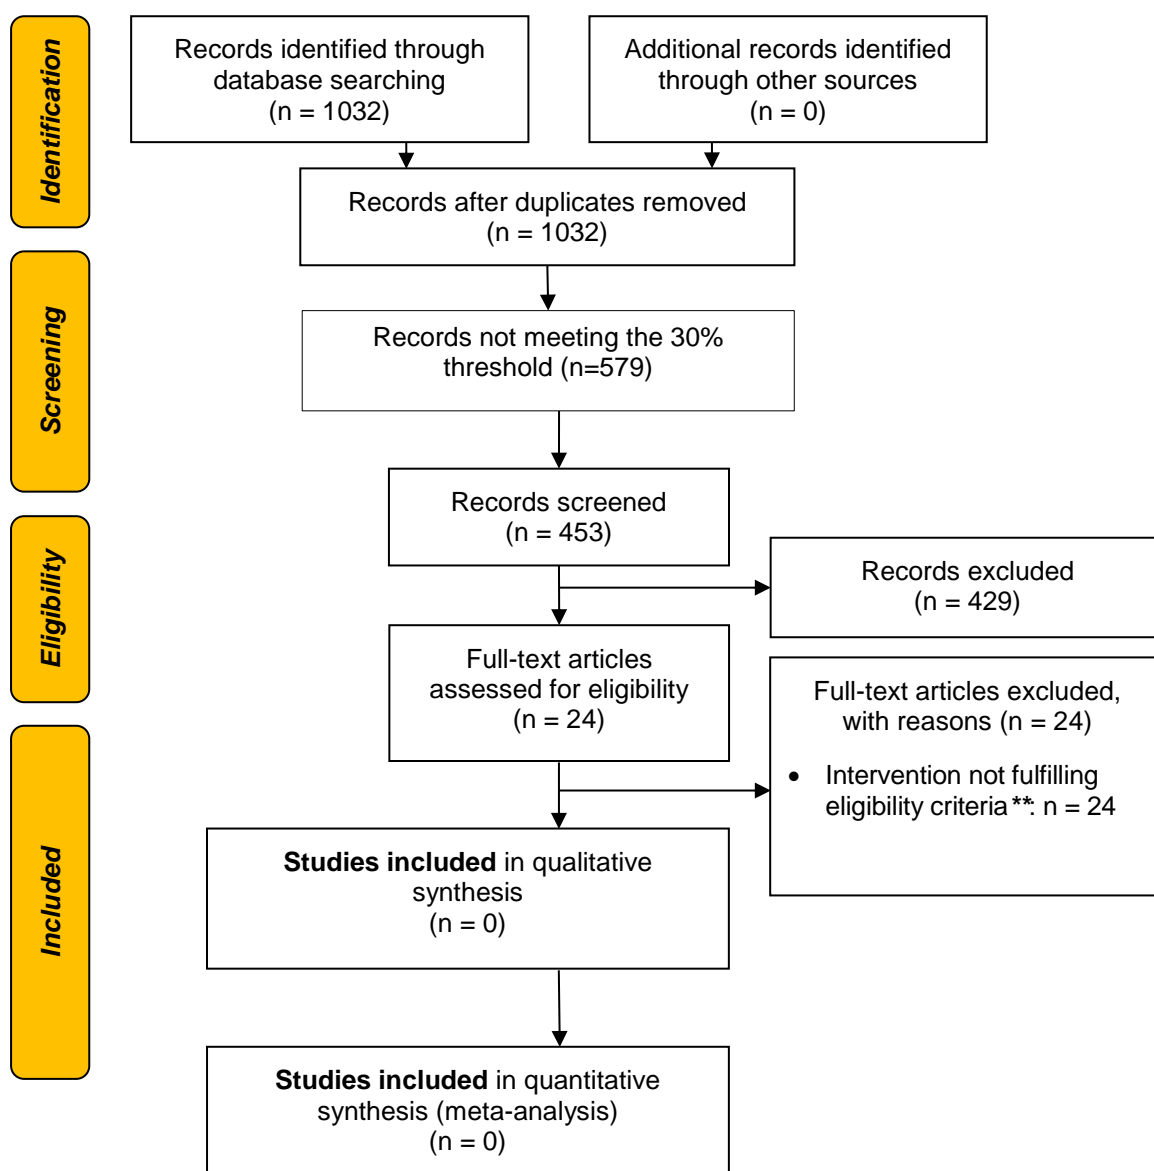 Identification
Records identified through
database searching
(n = 1032)
Additional records identified
through other sources
(n = 0)
Records after duplicates removed
(n = 1032)
Screening
Records not meeting the 30%
threshold (n=579)
Records screened
(n = 453)
Eligibility
Records excluded
(n = 429)
Full-text articles
assessed for eligibility
(n = 24)
Full-text articles excluded,
with reasons (n = 24)
• Intervention not fulfilling
eligibility criteria **: n = 24
Included
Studies included in qualitative
synthesis
(n = 0)
Studies included in quantitative
synthesis (meta-analysis)
(n = 0)